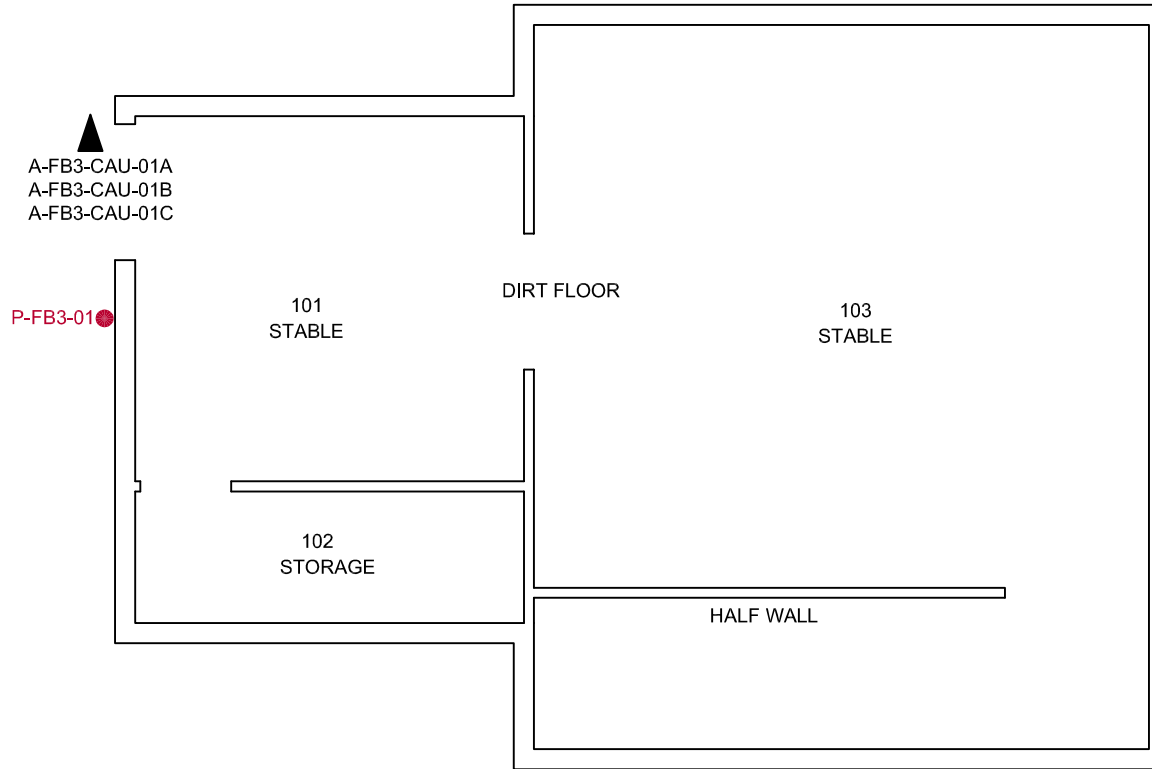 A-FB3-CAU-01A
A-FB3-CAU-01B
A-FB3-CAU-01C
P-FB3-01
101
STABLE
DIRT FLOOR
103
STABLE
102
STORAGE
HALF WALL